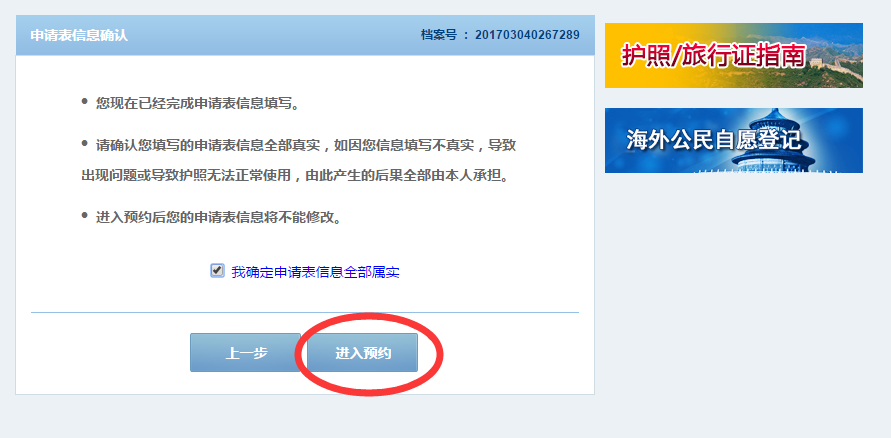 申请表信息确认
档案号 ： 201703040267289
• 您现在已经完成申请表信息填写。
• 请确认您填写的申请表信息全部真实，如因您信息填写不真实，导致
出现问题或导致护照无法正常使用，由此产生的后果全部由本人承担。
• 进入预约后您的申请表信息将不能修改。
我确定申请表信息全部属实
上一步
进入预约
护照/旅行证指南
海外公民自愿登记